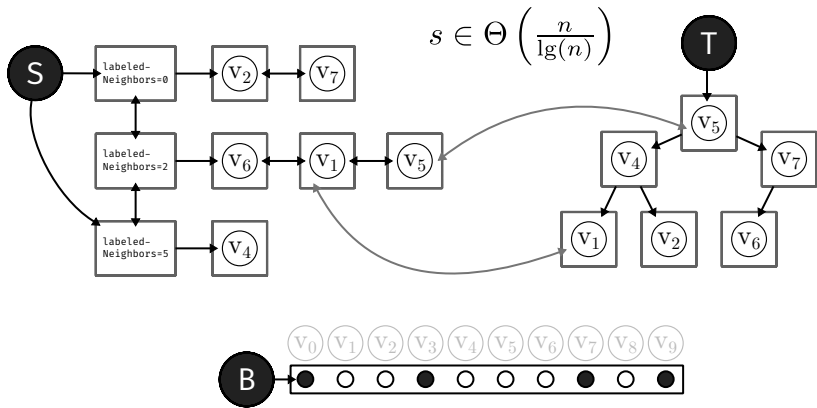 s ∈ Θ ( n / lg(n) )
T
S
labeled-
Neighbors=0
v2
v7
labeled-
Neighbors=2
v6
v1
v5
labeled-
Neighbors=5
v4
v5
v4
v7
v1
v2
v6
v0 v1 v2 v3 v4 v5 v6 v7 v8 v9
B